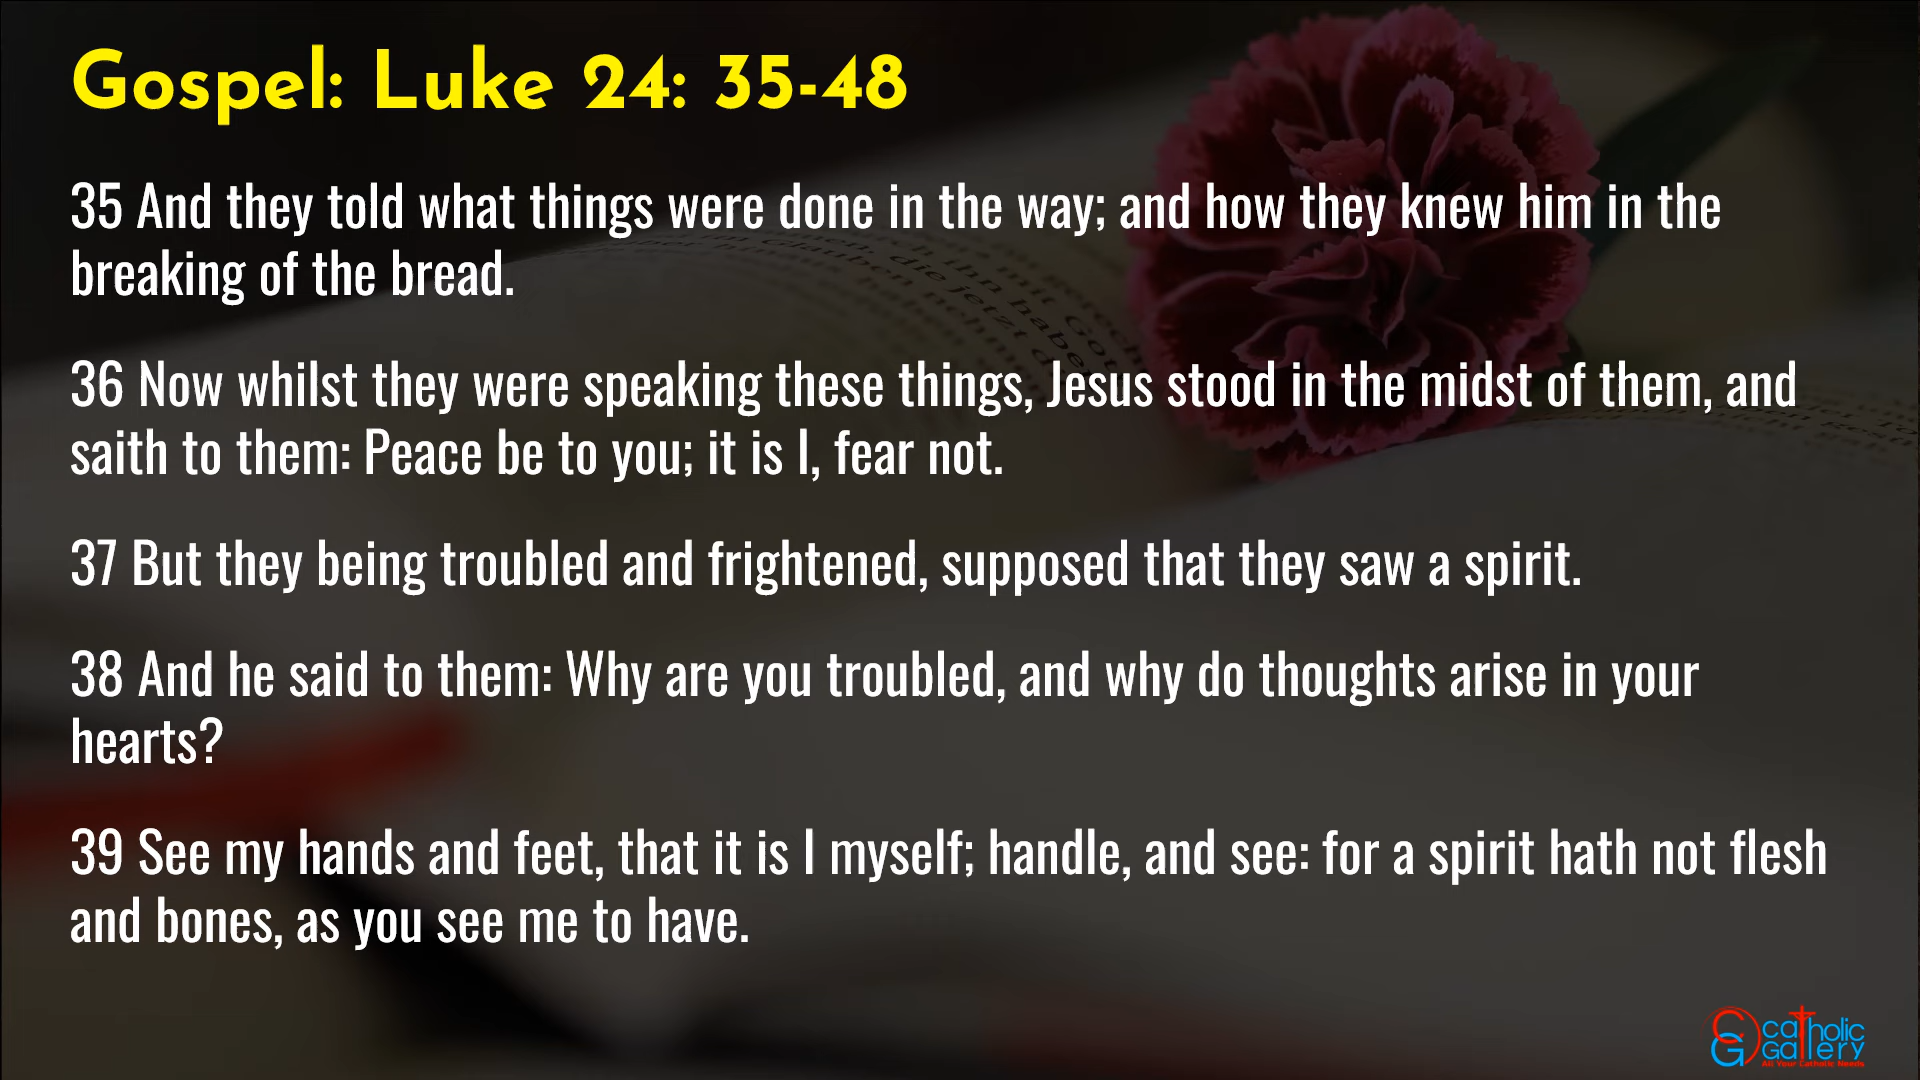 Gospel: Luke 24: 35-48
35 And they told what things were done in the way; and how they knew him in the
breaking of the bread.
36 Now whilst they were speaking these things, Jesus stood in the midst of them, and
saith to them: Peace be to you; it is I, fear not.
37 But they being troubled and frightened, supposed that they saw a spirit.
38 And he said to them: Why are you troubled, and why do thoughts arise in your
hearts?
39 See my hands and feet, that it is I myself; handle, and see: for a spirit hath not flesh
and bones, as you see me to have.
CG catholic
Gallery
All Your Catholic Needs